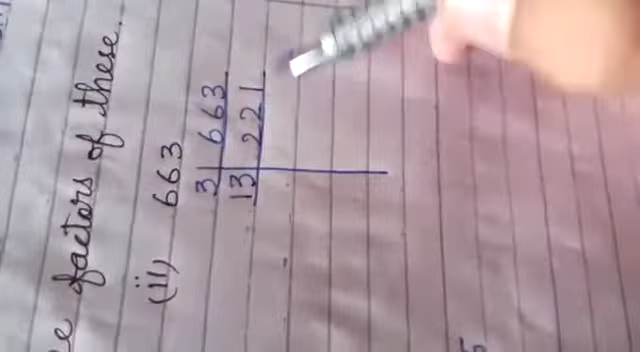 e factors of these.
(ii) 663
3 663
13 221